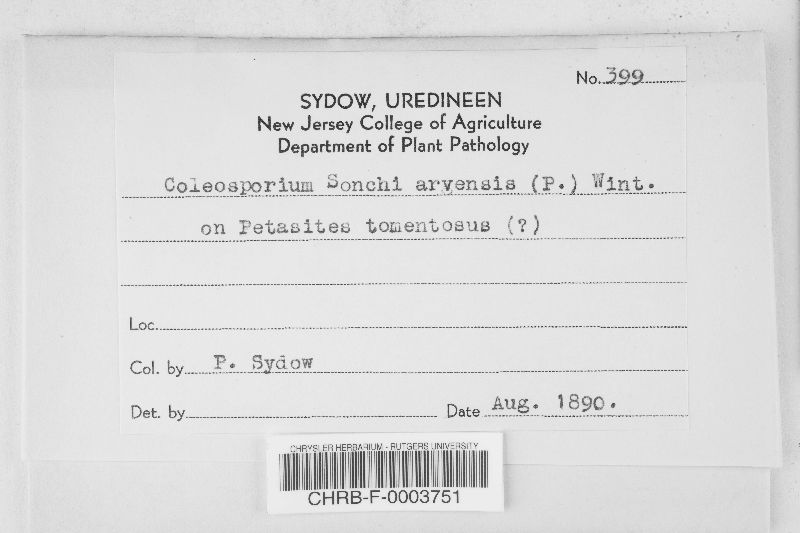 No. 399
SYDOW, UREDINEEN
New Jersey College of Agriculture
Department of Plant Pathology
Coleosporium Sonchi arvensis (P.) Wint.
on Petasites tomentosus (?)
Loc.
Col. by P. Sydow
Det. by Date Aug. 1890.
CHRYSLER HERBARIUM - RUTGERS UNIVERSITY
CHRB-F-0003751